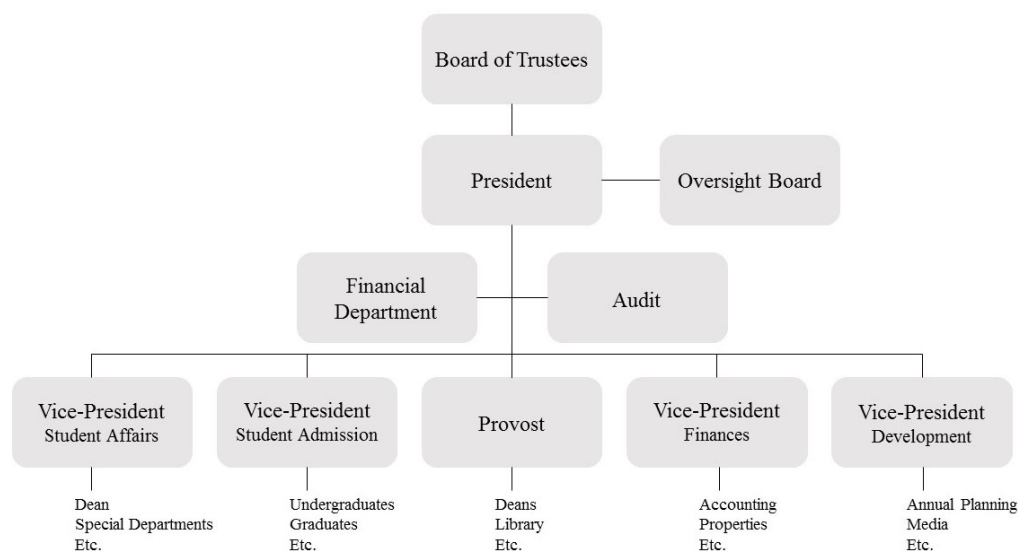 Board of Trustees
President
Oversight Board
Financial
Department
Audit
Vice-President
Student Affairs
Vice-President
Student Admission
Provost
Vice-President
Finances
Vice-President
Development
Dean
Special Departments
Etc.
Undergraduates
Graduates
Etc.
Deans
Library
Etc.
Accounting
Properties
Etc.
Annual Planning
Media
Etc.